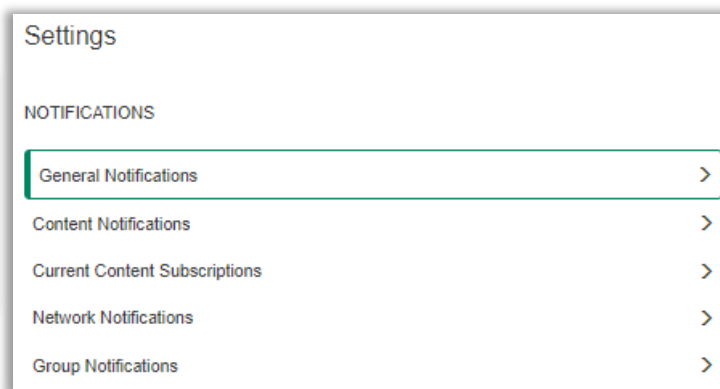 Settings
NOTIFICATIONS
General Notifications
Content Notifications
Current Content Subscriptions
Network Notifications
Group Notifications